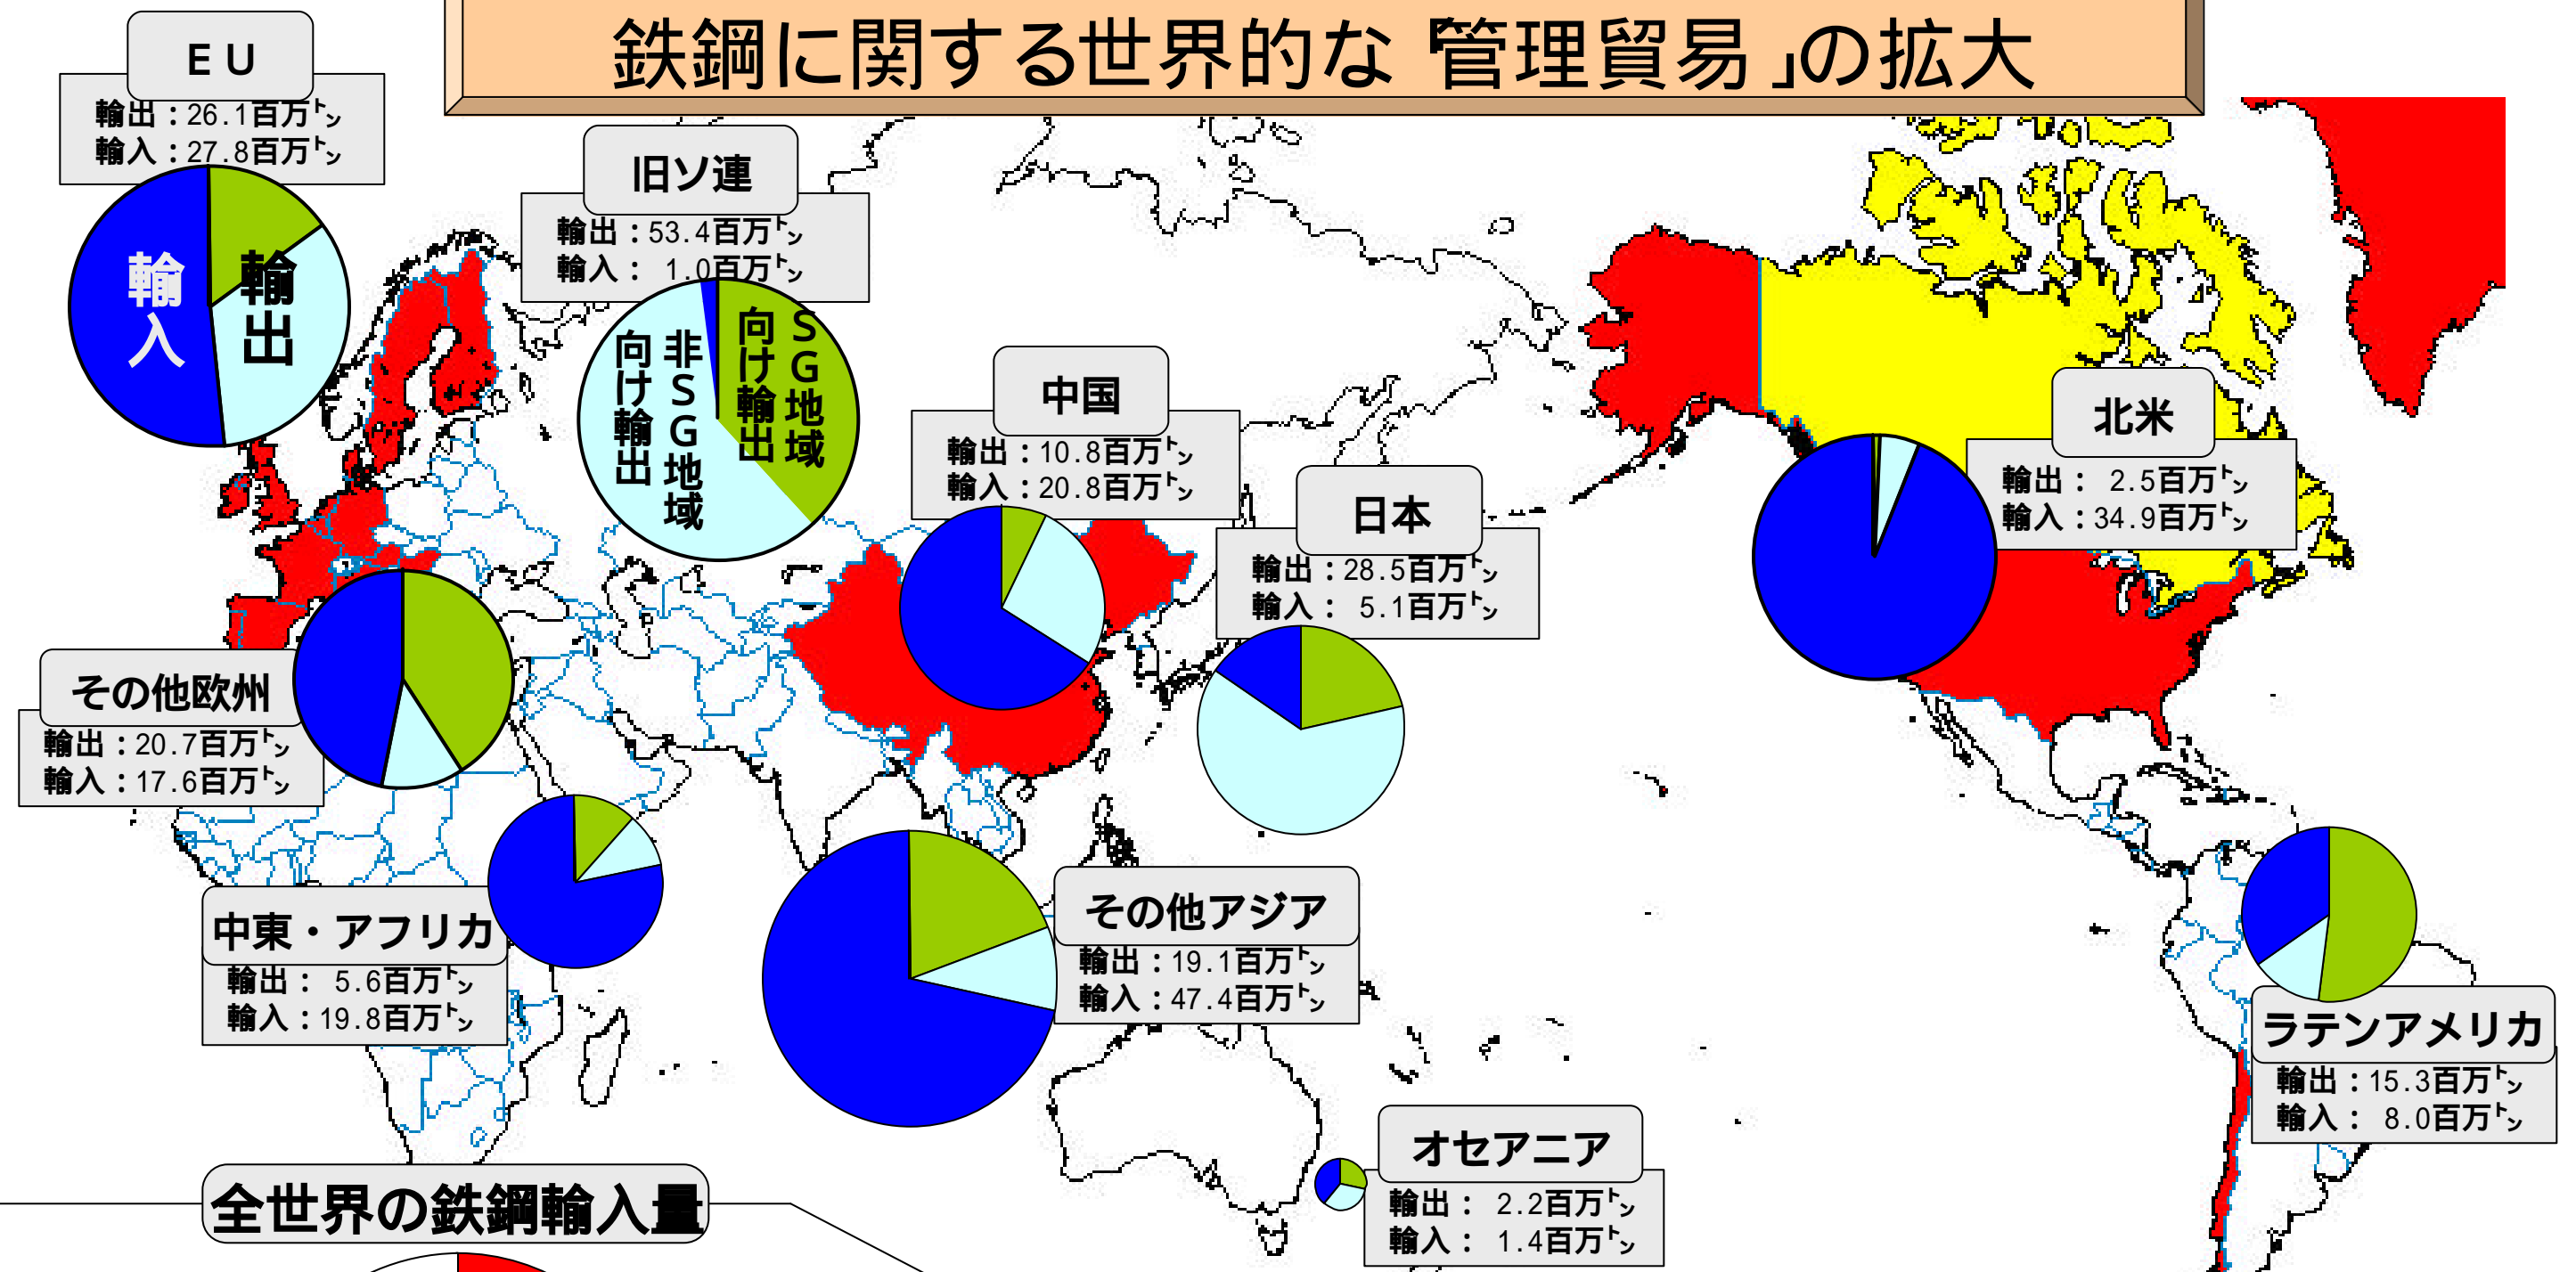 鉄鋼に関する世界的な「管理貿易」の拡大
ＥＵ
輸出：26.1百万㌧
輸入：27.8百万㌧
輸入
輸出
旧ソ連
輸出：53.4百万㌧
輸入： 1.0百万㌧
ＳＧ地域
向け輸出
非ＳＧ地域
向け輸出
中国
輸出：10.8百万㌧
輸入：20.8百万㌧
日本
輸出：28.5百万㌧
輸入： 5.1百万㌧
北米
輸出： 2.5百万㌧
輸入：34.9百万㌧
その他欧州
輸出：20.7百万㌧
輸入：17.6百万㌧
中東・アフリカ
輸出： 5.6百万㌧
輸入：19.8百万㌧
その他アジア
輸出：19.1百万㌧
輸入：47.4百万㌧
ラテンアメリカ
輸出：15.3百万㌧
輸入： 8.0百万㌧
オセアニア
輸出： 2.2百万㌧
輸入： 1.4百万㌧
全世界の鉄鋼輸入量